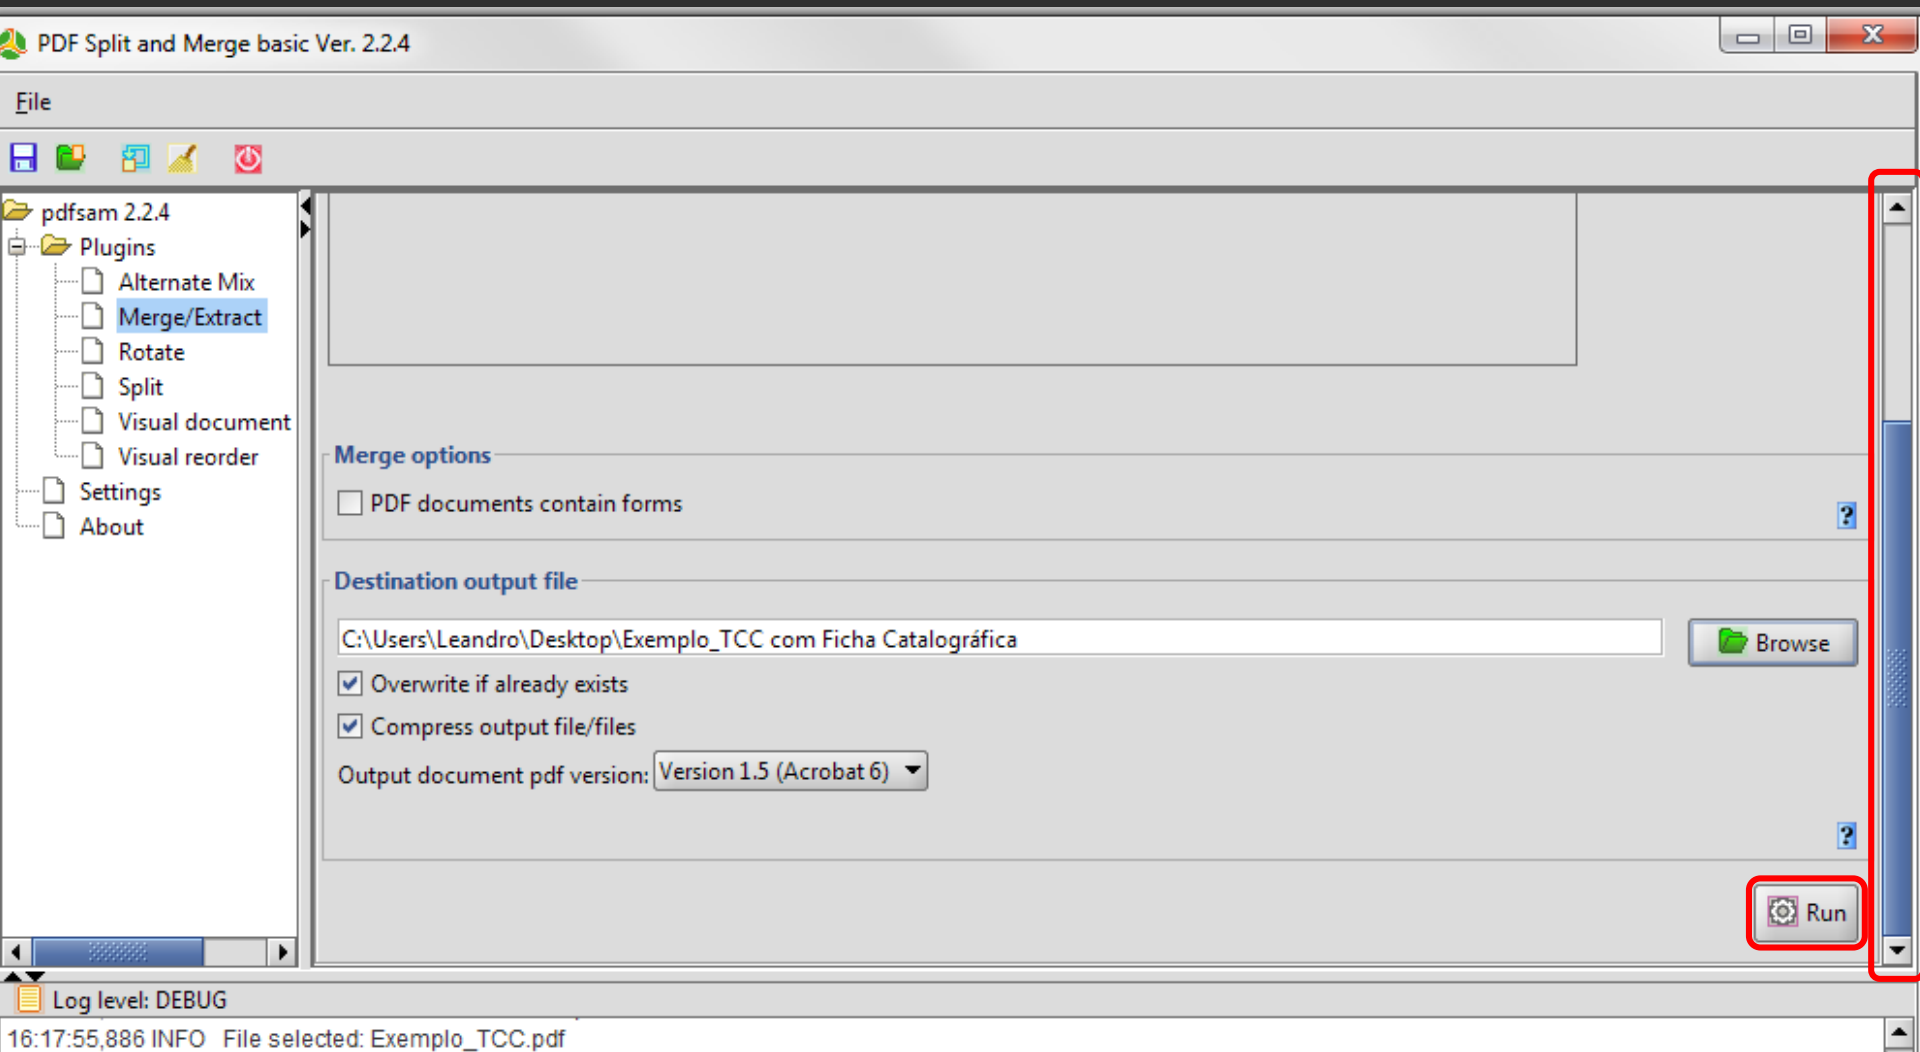 PDF Split and Merge basic Ver. 2.2.4
File
pdfsam 2.2.4
Plugins
Alternate Mix
Merge/Extract
Rotate
Split
Visual document
Visual reorder
Settings
About
Merge options
PDF documents contain forms
Destination output file
C:\Users\Leandro\Desktop\Exemplo_TCC com Ficha Catalográfica
Browse
Overwrite if already exists
Compress output file/files
Output document pdf version: Version 1.5 (Acrobat 6)
Run
Log level: DEBUG
16:17:55,886 INFO File selected: Exemplo_TCC.pdf